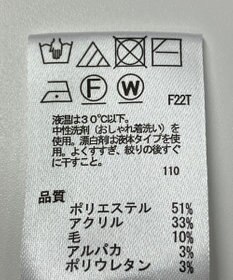 F W
F22T
液温は30℃以下。
中性洗剤（おしゃれ着洗い）を
使用。漂白剤は液体タイプを使
用。よくすすぎ、絞りの後すぐ
に干すこと。
110
品質
ポリエステル 51%
アクリル 33%
毛 10%
アルパカ 3%
ポリウレタン 3%